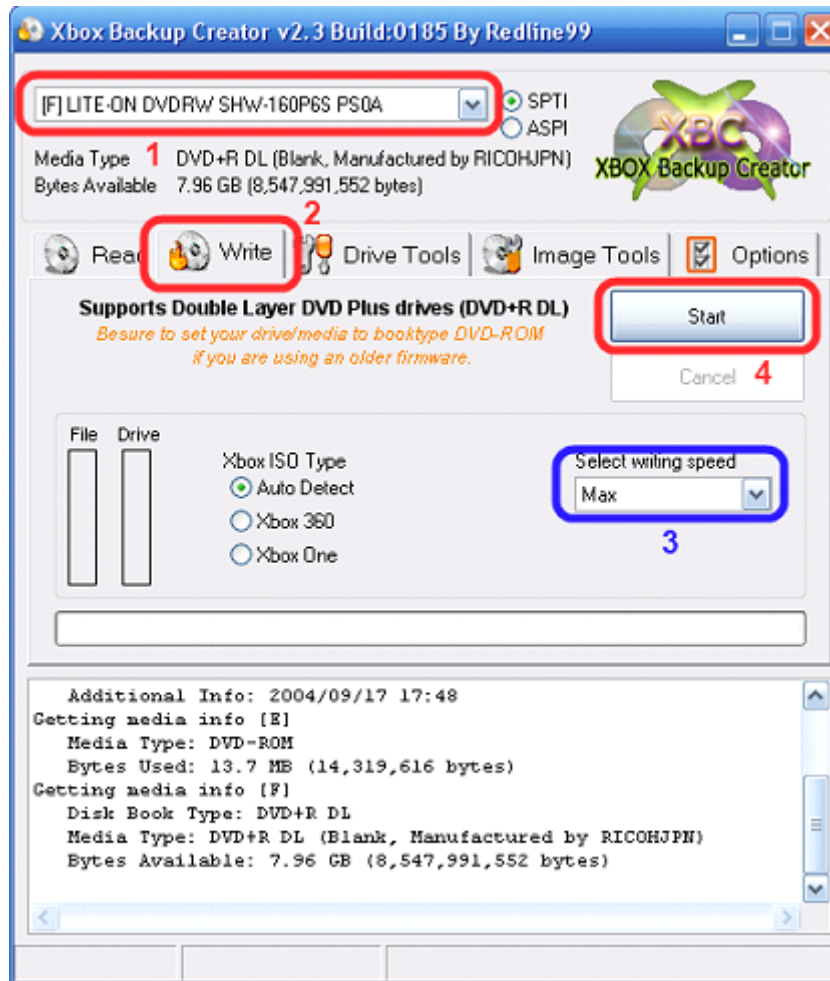 Xbox Backup Creator v2.3 Build:0185 By Redline99
[F] LITE-ON DVDRW SHW-160P6S PS0A
SPTI
ASPI
XBC
XBOX Backup Creator
1
Media Type DVD+R DL (Blank, Manufactured by RICOHJPN)
Bytes Available 7.96 GB (8,547,991,552 bytes)
2
Read Write Drive Tools Image Tools Options
Supports Double Layer DVD Plus drives (DVD+R DL)
Besure to set your drive/media to booktype DVD-ROM
if you are using an older firmware.
Start
Cancel 4
File Drive
Xbox ISO Type
Auto Detect
Xbox 360
Xbox One
Select writing speed
Max
3
Additional Info: 2004/09/17 17:48
Getting media info [E]
Media Type: DVD-ROM
Bytes Used: 13.7 MB (14,319,616 bytes)
Getting media info [F]
Disk Book Type: DVD+R DL
Media Type: DVD+R DL (Blank, Manufactured by RICOHJPN)
Bytes Available: 7.96 GB (8,547,991,552 bytes)